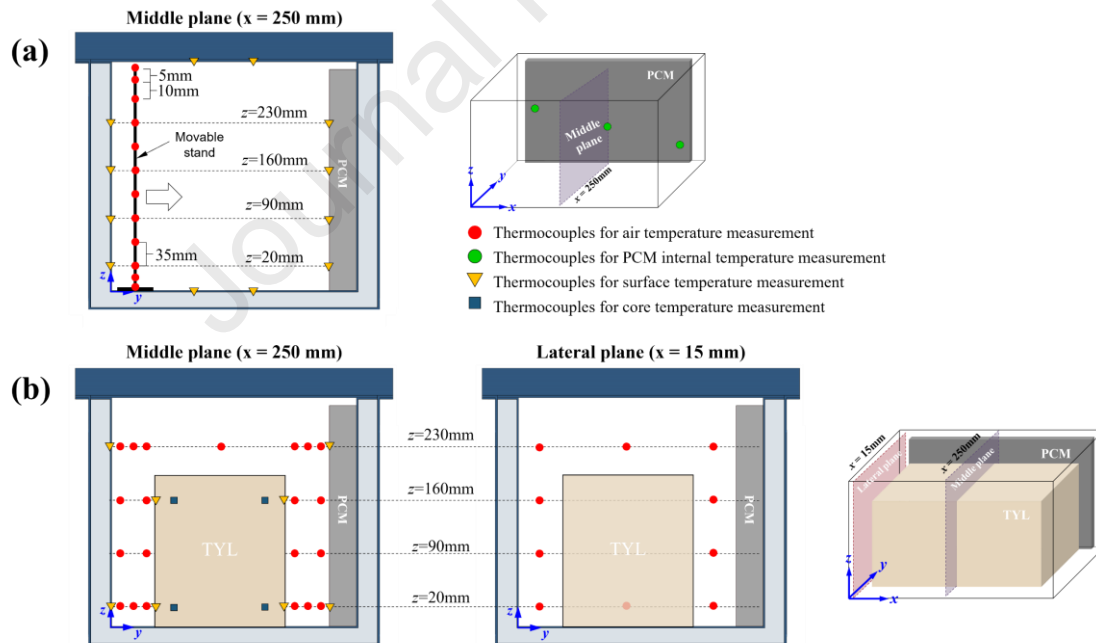 Middle plane (x = 250 mm)
(a)
5mm
10mm
z=230mm
Movable
stand
z=160mm
z=90mm
35mm
z=20mm
PCM
z
y
PCM
Middle
plane
x = 250mm
z
y
x
Thermocouples for air temperature measurement
Thermocouples for PCM internal temperature measurement
Thermocouples for surface temperature measurement
Thermocouples for core temperature measurement
Journal
(b)
Middle plane (x = 250 mm)
Lateral plane (x = 15 mm)
z=230mm
z=160mm
z=90mm
z=20mm
TYL
PCM
z
y
TYL
PCM
z
y
x = 15mm
Lateral plane
x = 250mm
Middle plane
PCM
TYL
z
y
x